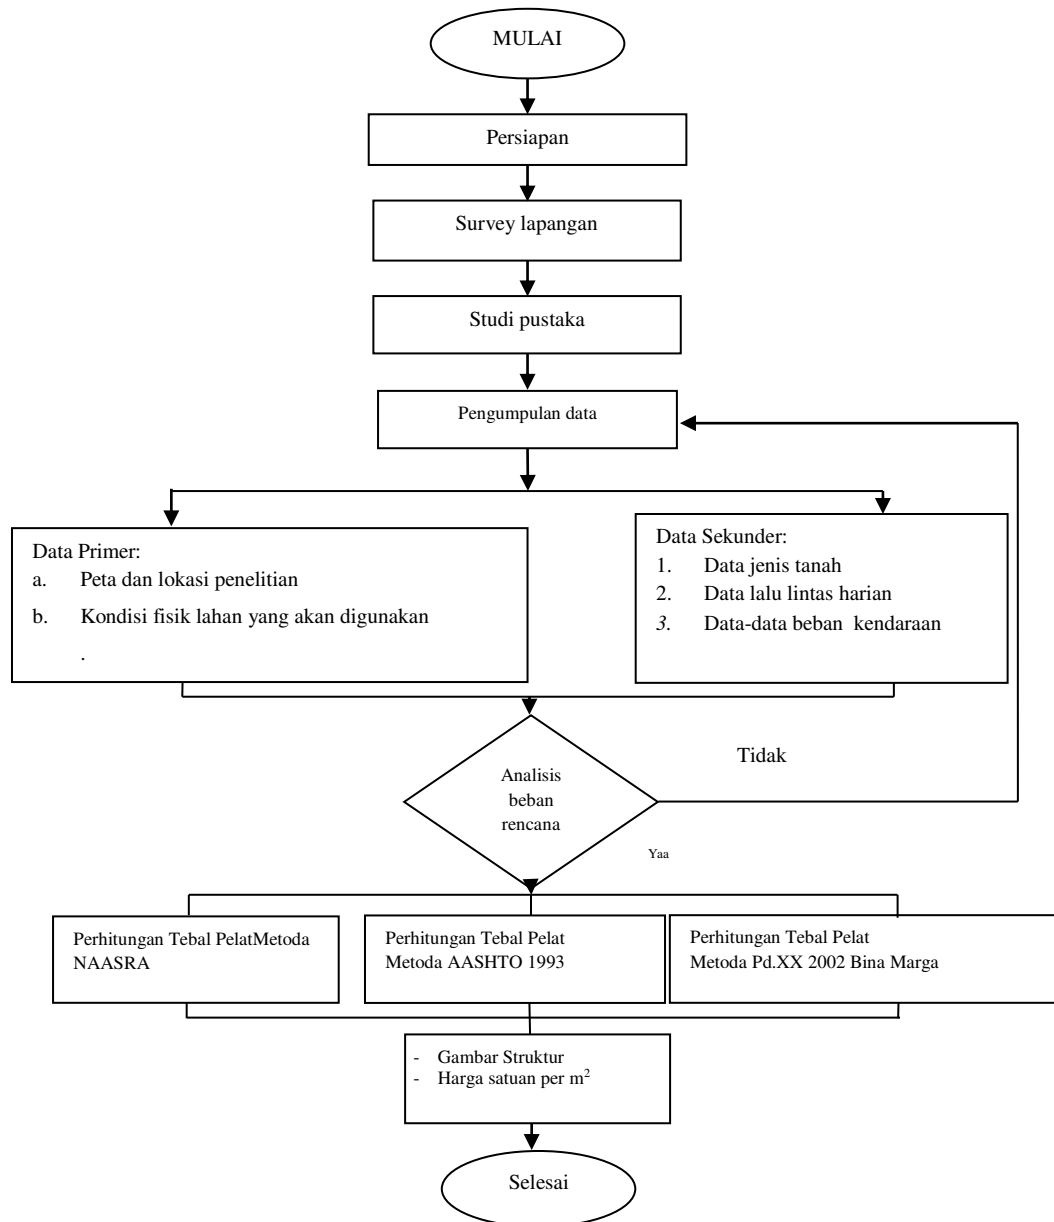 MULAI
Persiapan
Survey lapangan
Studi pustaka
Pengumpulan data
Data Primer:
a. Peta dan lokasi penelitian
b. Kondisi fisik lahan yang akan digunakan
.
Data Sekunder:
1. Data jenis tanah
2. Data lalu lintas harian
3. Data-data beban kendaraan
Tidak
Analisis
beban
rencana
Yaa
Perhitungan Tebal PelatMetoda
NAASRA
Perhitungan Tebal Pelat
Metoda AASHTO 1993
Perhitungan Tebal Pelat
Metoda Pd.XX 2002 Bina Marga
- Gambar Struktur
- Harga satuan per m²
Selesai